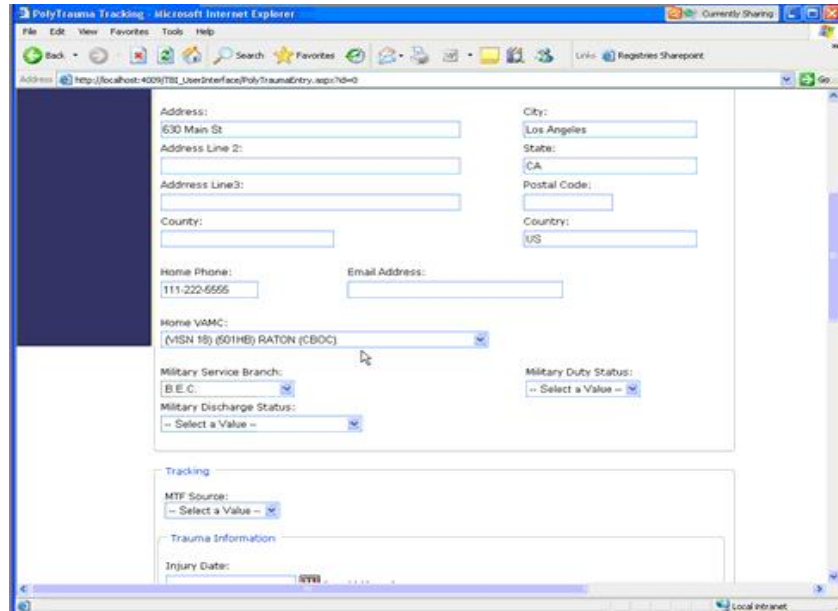 PolyTrauma Tracking - Microsoft Internet Explorer Currently Sharing
File Edit View Favorites Tools Help
Back Search Favorites Links Registries Sharepoint
Address http://localhost:4009/TBI_UserInterface/PolyTraumaEntry.aspx?id=0 Go
Address: City:
630 Main St Los Angeles
Address Line 2: State:
CA
Addrress Line3: Postal Code:
County: Country:
US
Home Phone: Email Address:
111-222-5555
Home VAMC:
(VISN 18) (501HB) RATON (CBOC)
Military Service Branch: Military Duty Status:
B.E.C. -- Select a Value --
Military Discharge Status:
-- Select a Value --
Tracking
MTF Source:
-- Select a Value --
Trauma Information
Injury Date:
Local intranet